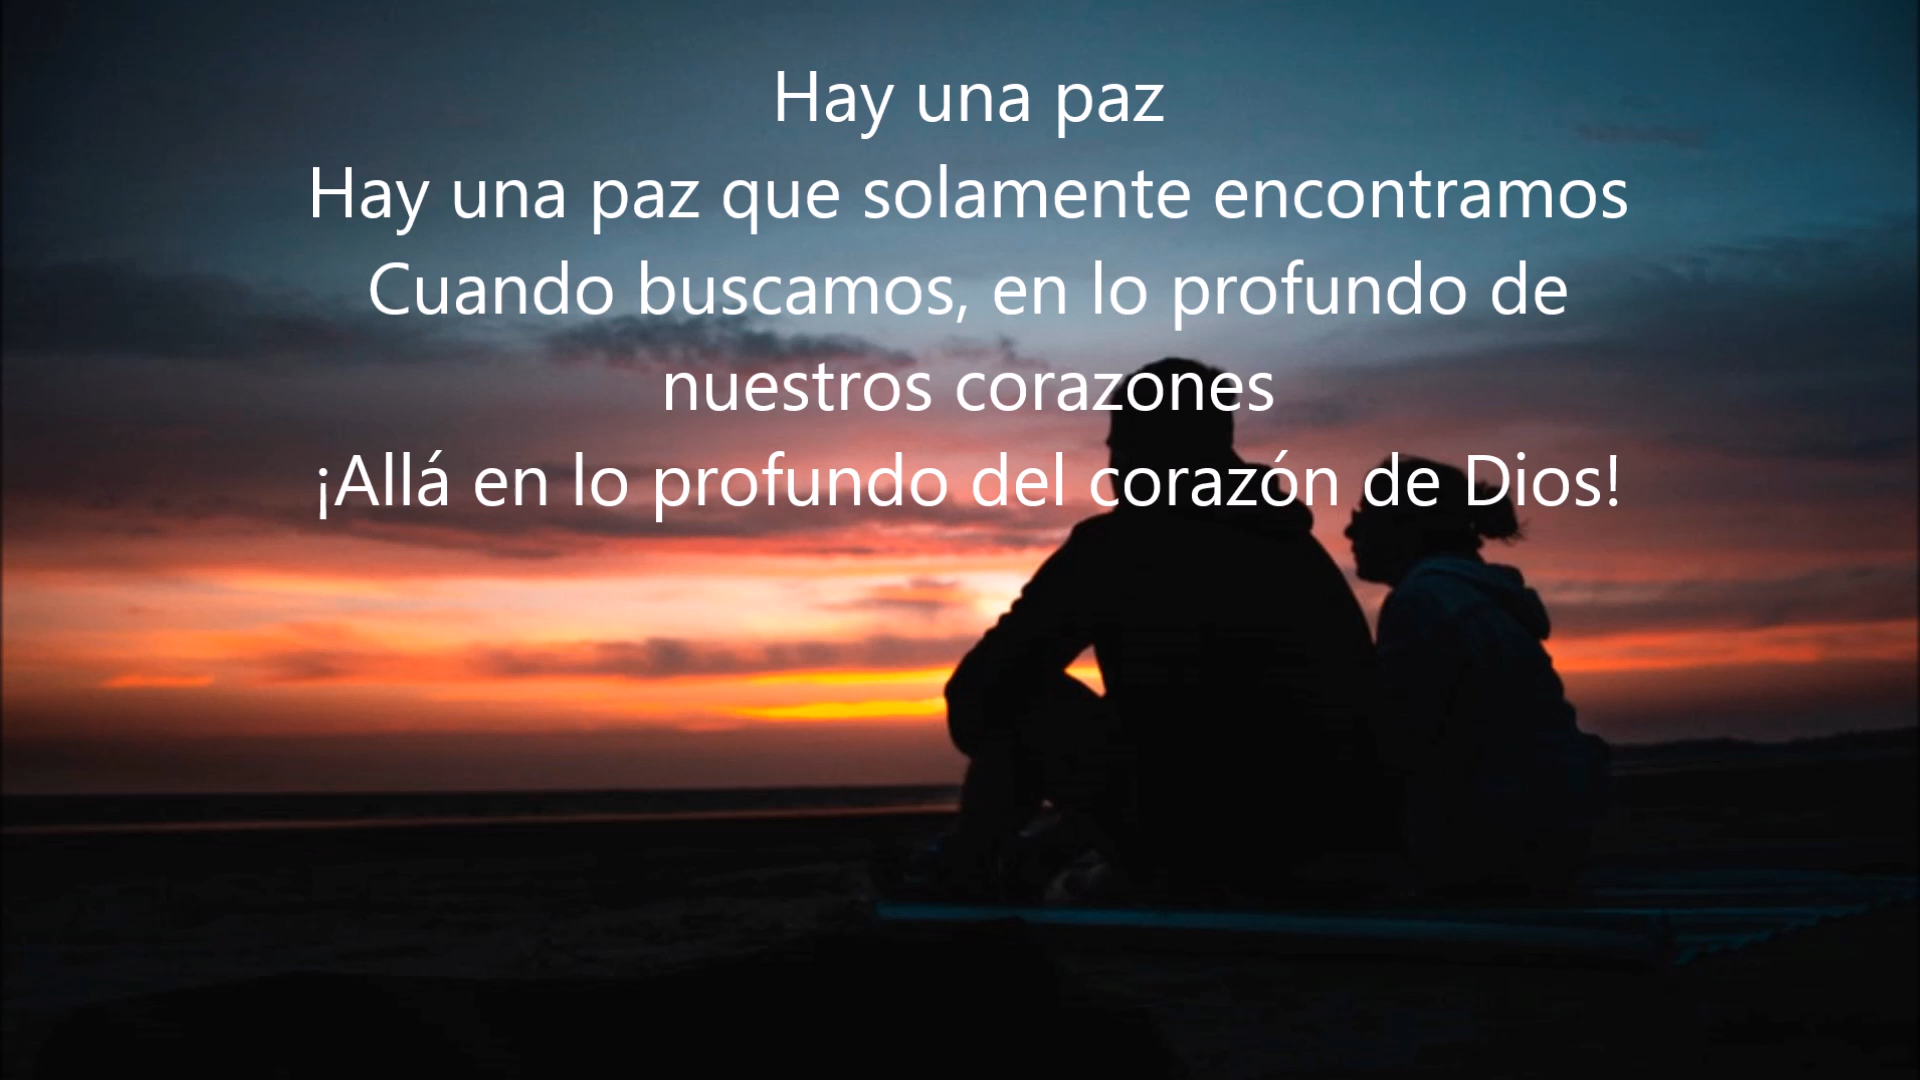 Hay una paz
Hay una paz que solamente encontramos
Cuando buscamos, en lo profundo de
nuestros corazones
¡Allá en lo profundo del corazón de Dios!